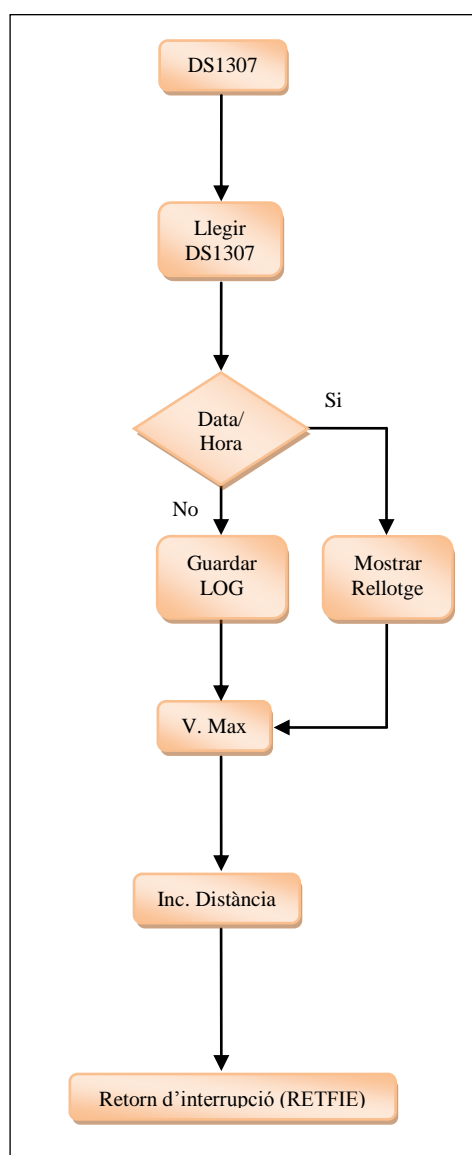 DS1307
Llegir
DS1307
Si
Data/
Hora
No
Guardar
LOG
Mostrar
Rellotge
V. Max
Inc. Distància
Retorn d’interrupció (RETFIE)